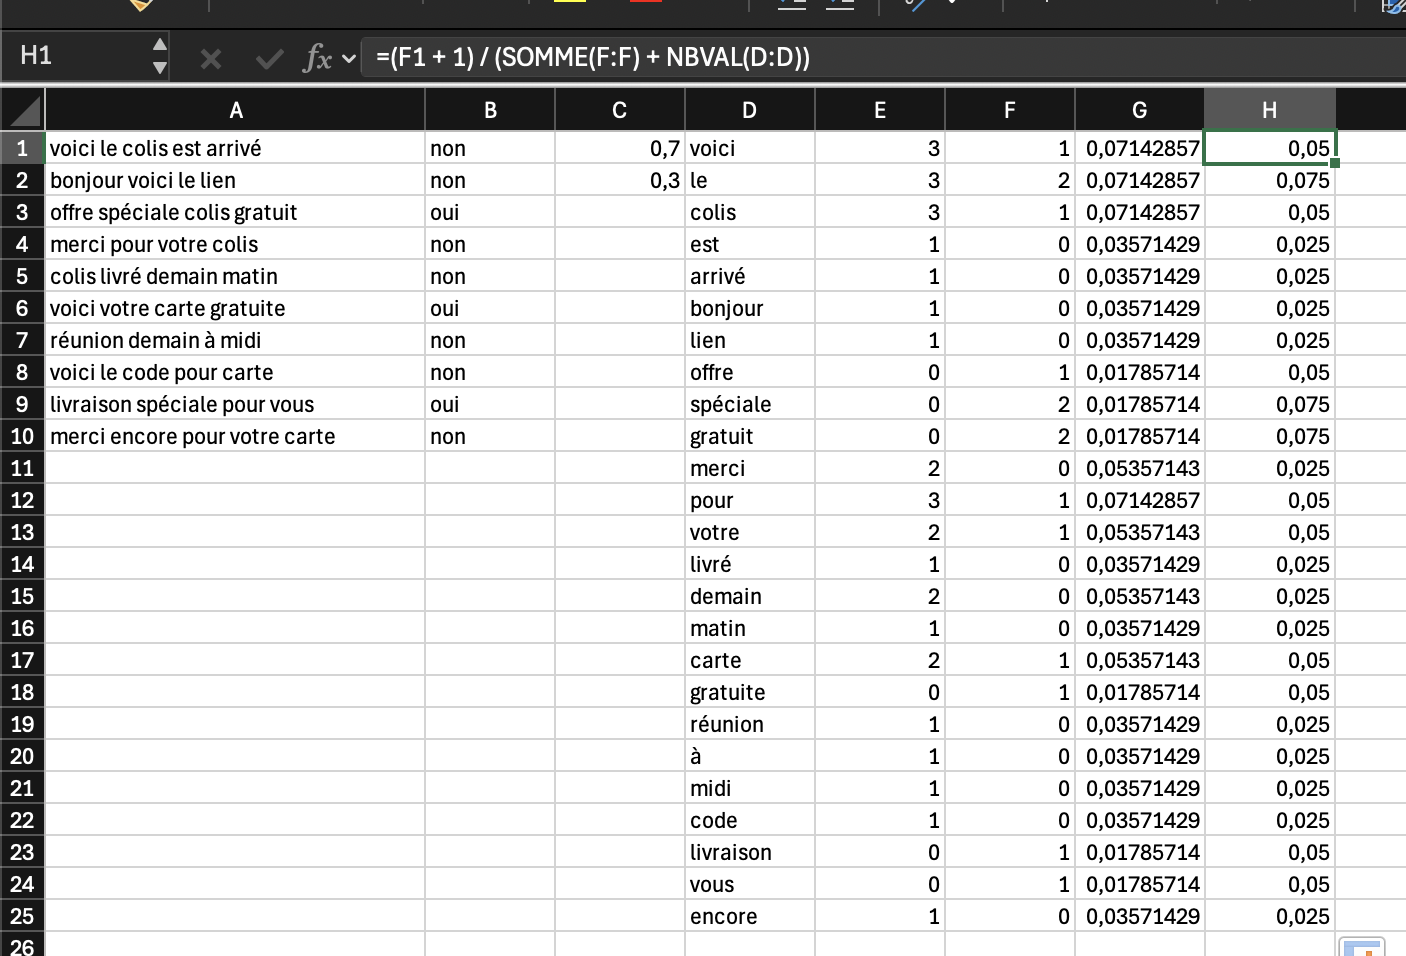 H1 fx =(F1 + 1) / (SOMME(F:F) + NBVAL(D:D))
A B C D E F G H
1 voici le colis est arrivé non 0,7 voici 3 1 0,07142857 0,05
2 bonjour voici le lien non 0,3 le 3 2 0,07142857 0,075
3 offre spéciale colis gratuit oui colis 3 1 0,07142857 0,05
4 merci pour votre colis non est 1 0 0,03571429 0,025
5 colis livré demain matin non arrivé 1 0 0,03571429 0,025
6 voici votre carte gratuite oui bonjour 1 0 0,03571429 0,025
7 réunion demain à midi non lien 1 0 0,03571429 0,025
8 voici le code pour carte non offre 0 1 0,01785714 0,05
9 livraison spéciale pour vous oui spéciale 0 2 0,01785714 0,075
10 merci encore pour votre carte non gratuit 0 2 0,01785714 0,075
11 merci 2 0 0,05357143 0,025
12 pour 3 1 0,07142857 0,05
13 votre 2 1 0,05357143 0,05
14 livré 1 0 0,03571429 0,025
15 demain 2 0 0,05357143 0,025
16 matin 1 0 0,03571429 0,025
17 carte 2 1 0,05357143 0,05
18 gratuite 0 1 0,01785714 0,05
19 réunion 1 0 0,03571429 0,025
20 à 1 0 0,03571429 0,025
21 midi 1 0 0,03571429 0,025
22 code 1 0 0,03571429 0,025
23 livraison 0 1 0,01785714 0,05
24 vous 0 1 0,01785714 0,05
25 encore 1 0 0,03571429 0,025
26